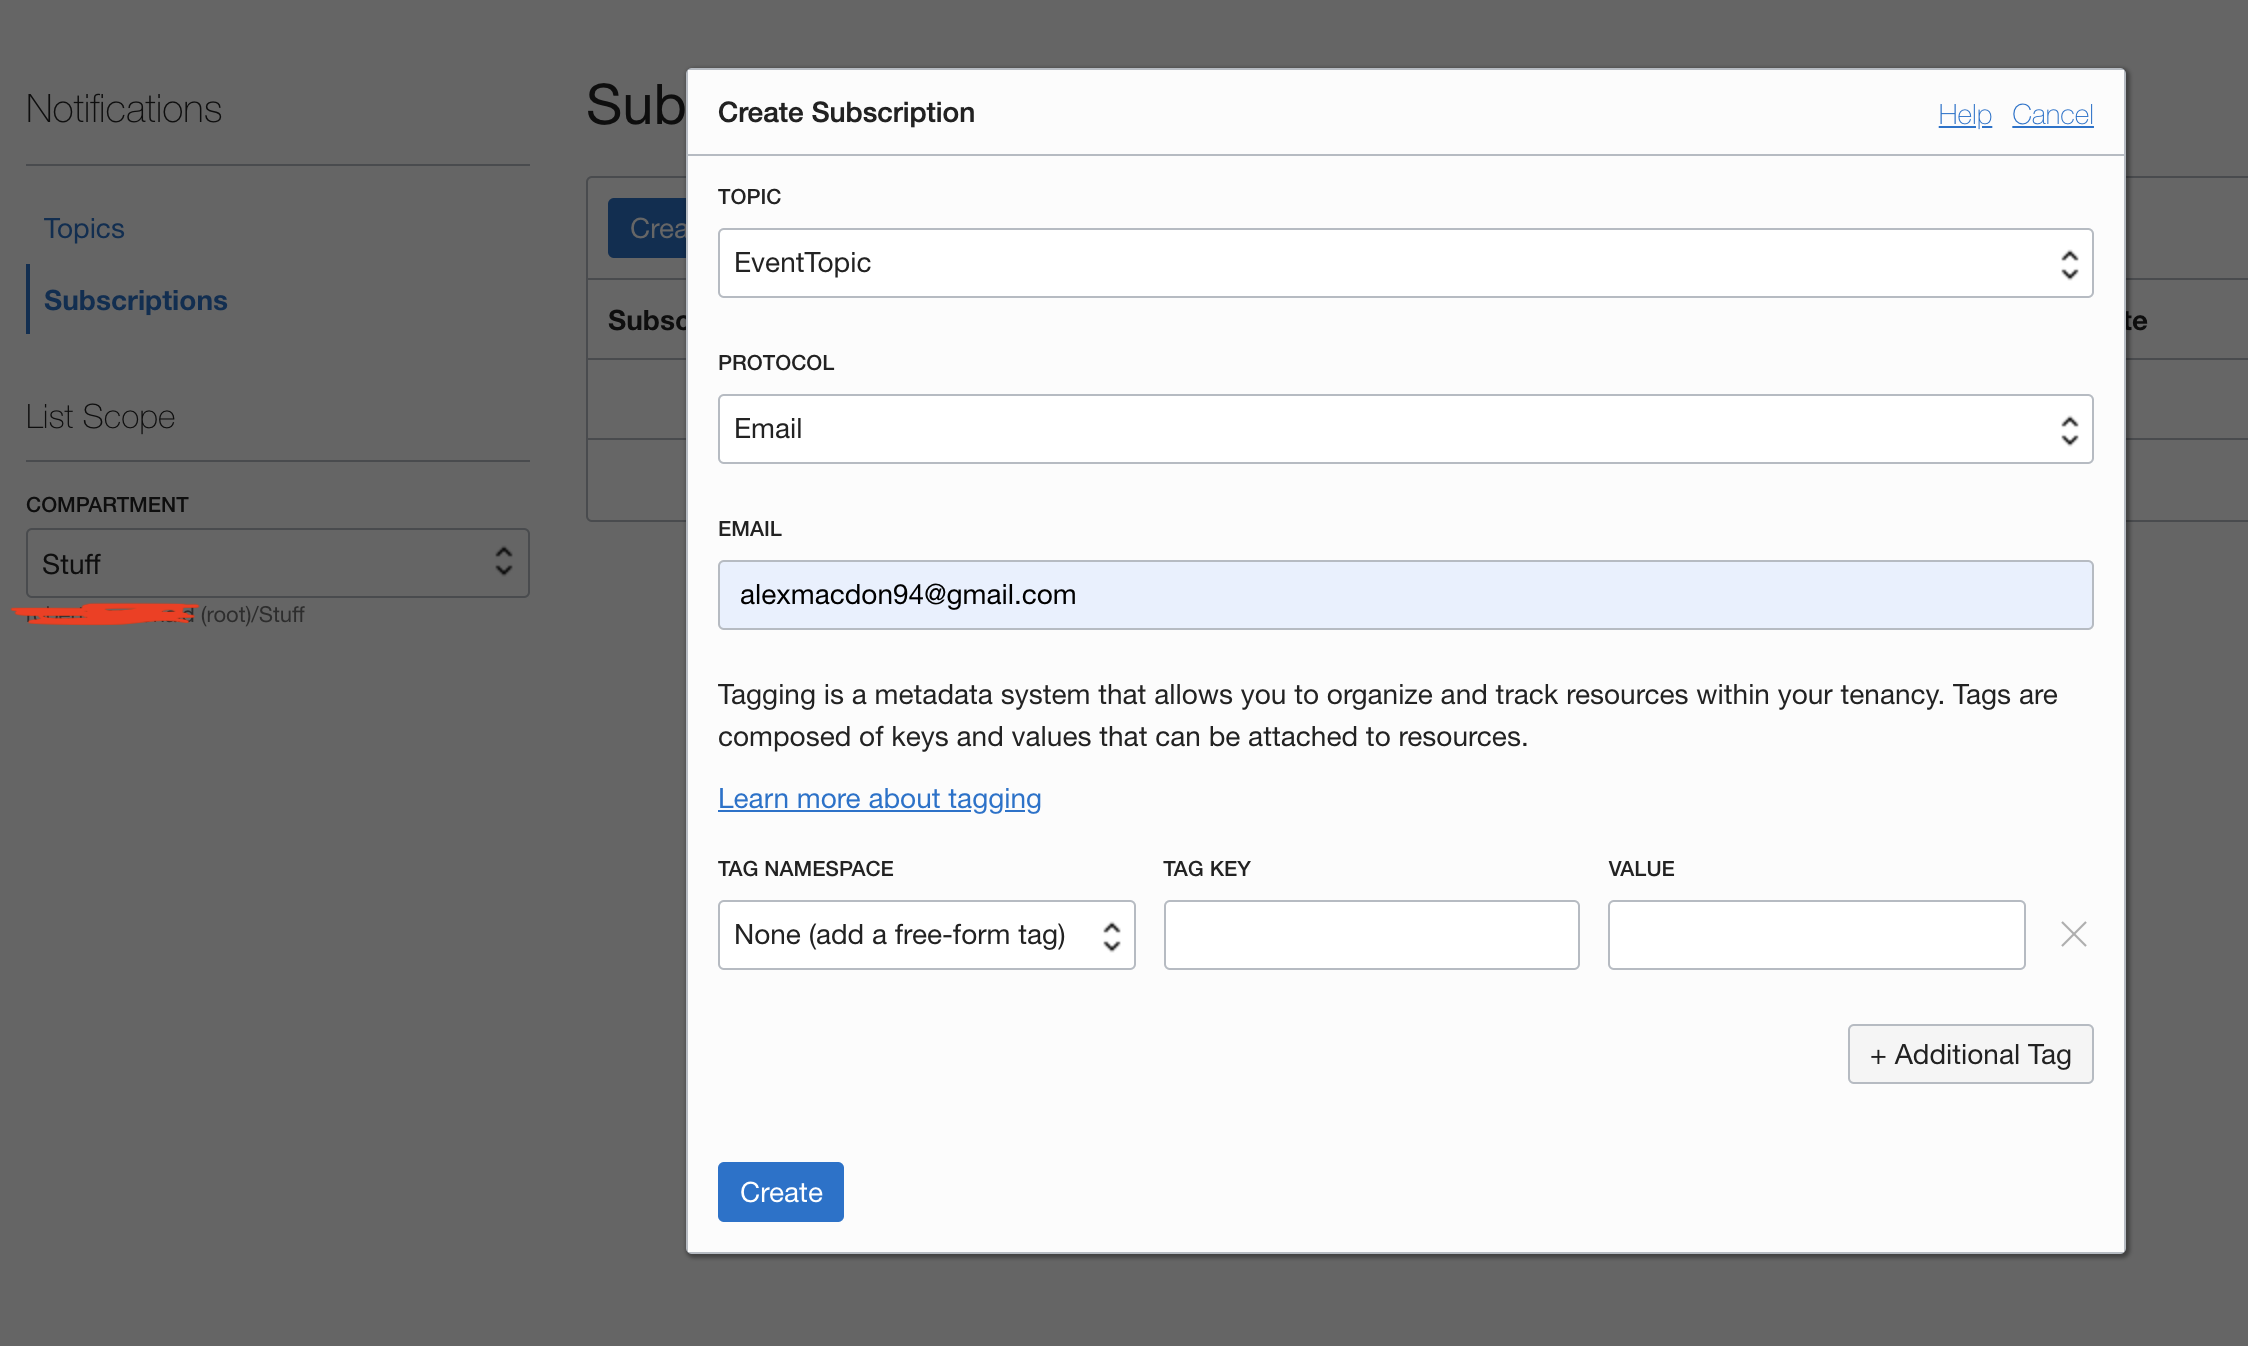 Notifications
Topics
Subscriptions
List Scope
COMPARTMENT
Stuff
(root)/Stuff
Sub
Crea
Subsc
te
Create Subscription
Help Cancel
TOPIC
EventTopic
PROTOCOL
Email
EMAIL
alexmacdon94@gmail.com
Tagging is a metadata system that allows you to organize and track resources within your tenancy. Tags are
composed of keys and values that can be attached to resources.
Learn more about tagging
TAG NAMESPACE TAG KEY VALUE
None (add a free-form tag)
+ Additional Tag
Create